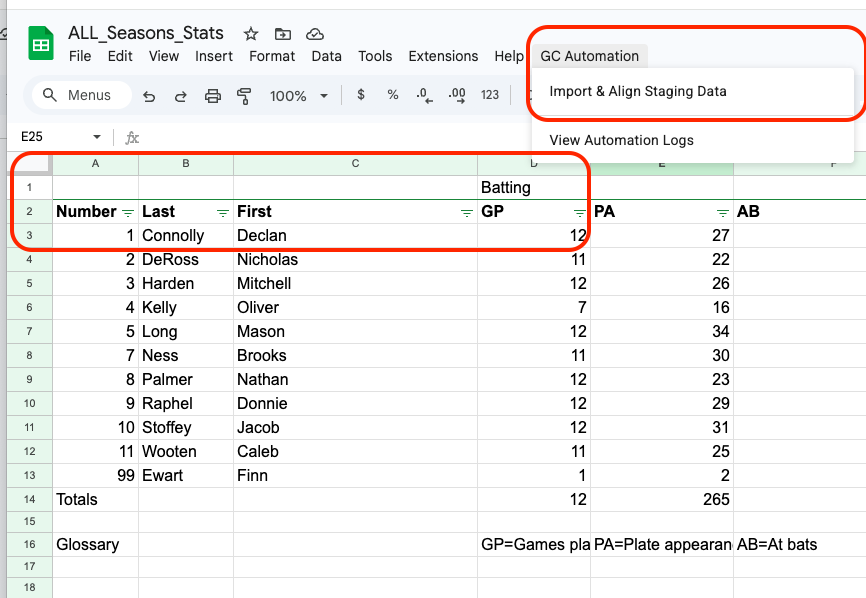 ALL_Seasons_Stats
File Edit View Insert Format Data Tools Extensions Help GC Automation
Menus 100% $ % .0 .00 123
Import & Align Staging Data
View Automation Logs
E25 fx
A B C D E F
1 Batting
2 Number Last First GP PA AB
3 1 Connolly Declan 12 27
4 2 DeRoss Nicholas 11 22
5 3 Harden Mitchell 12 26
6 4 Kelly Oliver 7 16
7 5 Long Mason 12 34
8 7 Ness Brooks 11 30
9 8 Palmer Nathan 12 23
10 9 Raphel Donnie 12 29
11 10 Stoffey Jacob 12 31
12 11 Wooten Caleb 11 25
13 99 Ewart Finn 1 2
14 Totals 12 265
15
16 Glossary GP=Games pla PA=Plate appearan AB=At bats
17
18